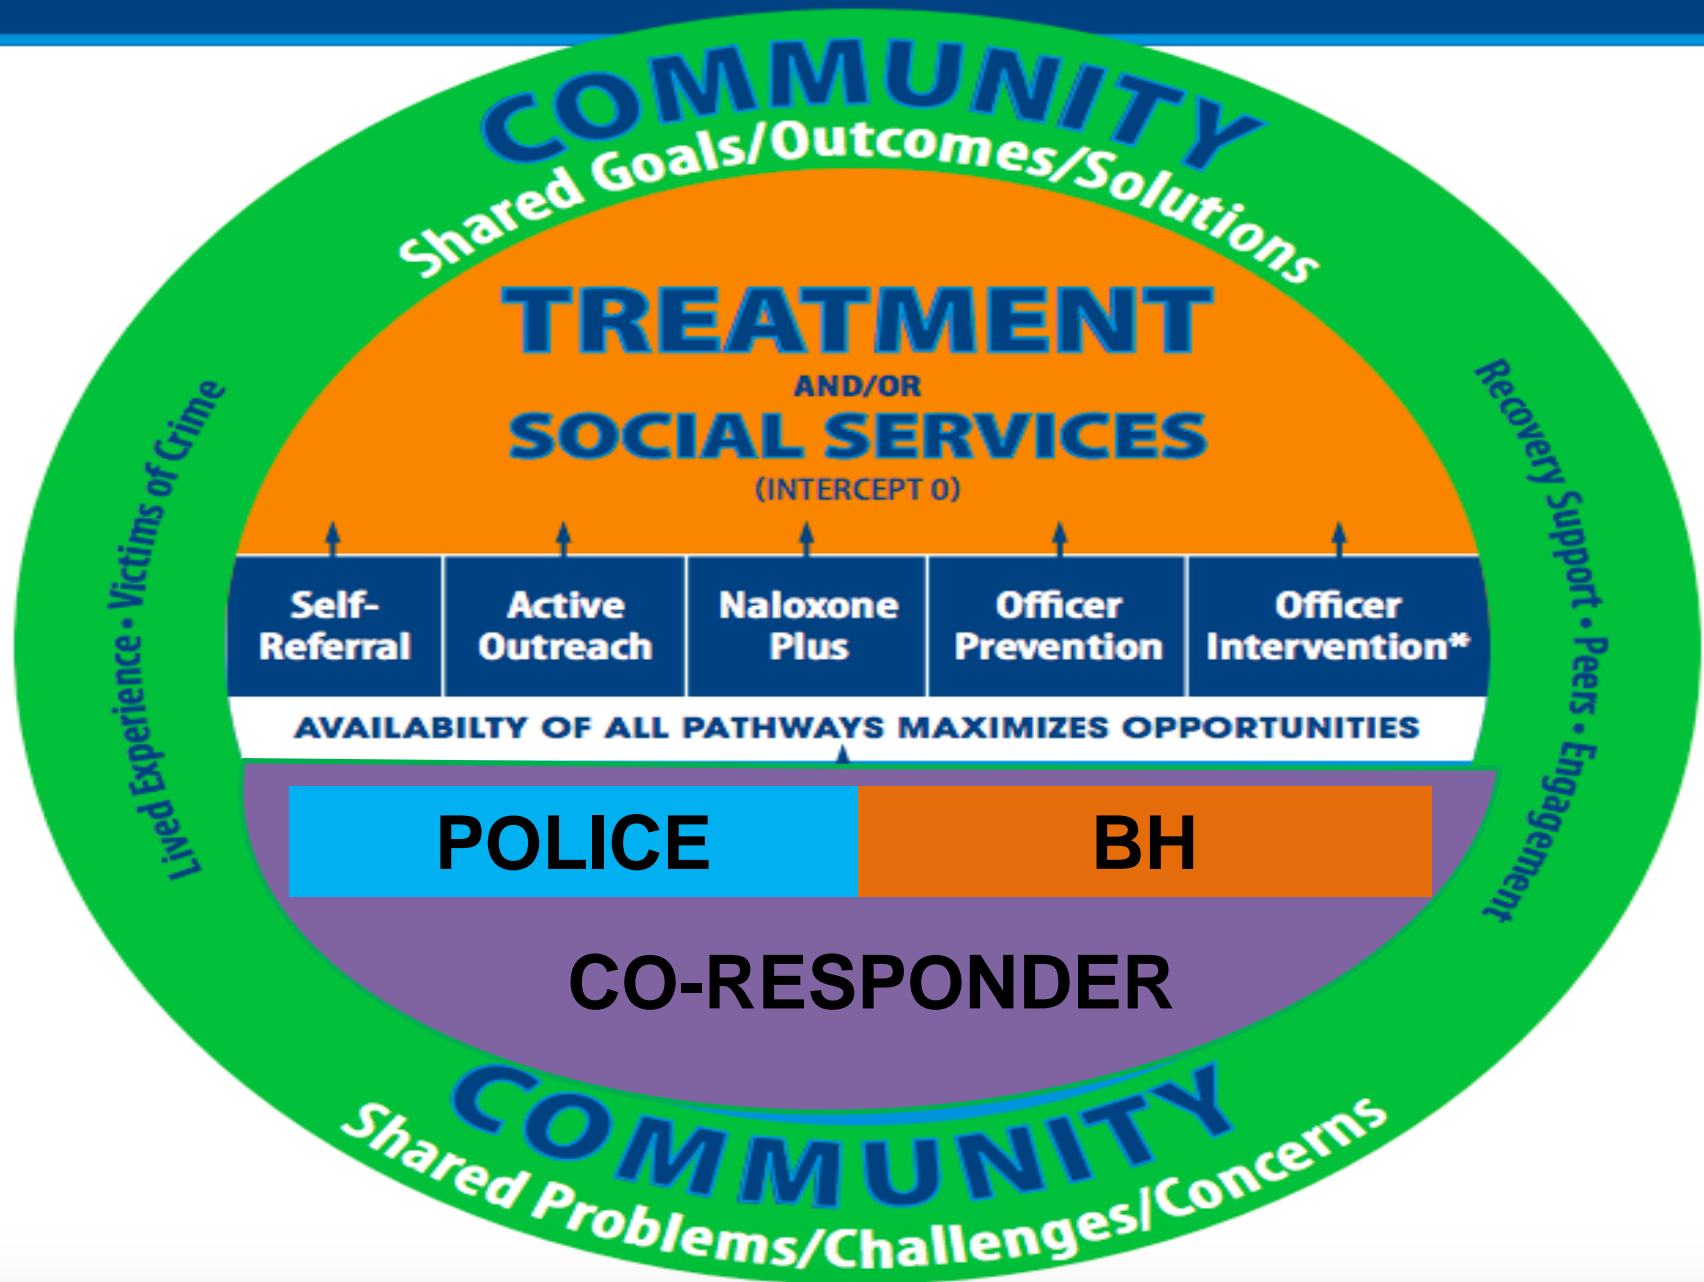 COMMUNITY
Shared Goals/Outcomes/Solutions
TREATMENT
AND/OR
SOCIAL SERVICES
(INTERCEPT 0)
Lived Experience • Victims of Crime
Recovery Support • Peers • Engagement
Self-
Referral
Active
Outreach
Naloxone
Plus
Officer
Prevention
Officer
Intervention*
AVAILABILTY OF ALL PATHWAYS MAXIMIZES OPPORTUNITIES
POLICE
BH
CO-RESPONDER
COMMUNITY
Shared Problems/Challenges/Concerns